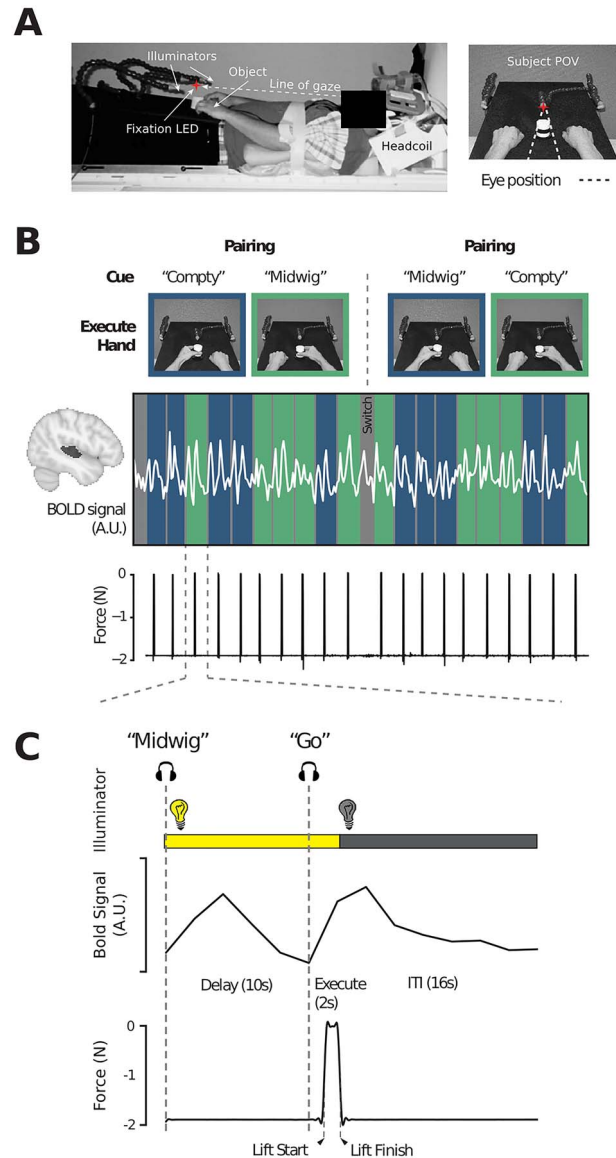 A
Illuminators
Object
Line of gaze
Fixation LED
Headcoil
Subject POV
Eye position
B
Pairing
Pairing
Cue
“Compty”
“Midwig”
“Midwig”
“Compty”
Execute
Hand
Switch
BOLD signal
(A.U.)
Force (N)
0
−1
−2
C
“Midwig”
“Go”
Illuminator
Bold Signal
(A.U.)
Delay (10s)
Execute
(2s)
ITI (16s)
Force (N)
0
-1
-2
Lift Start
Lift Finish